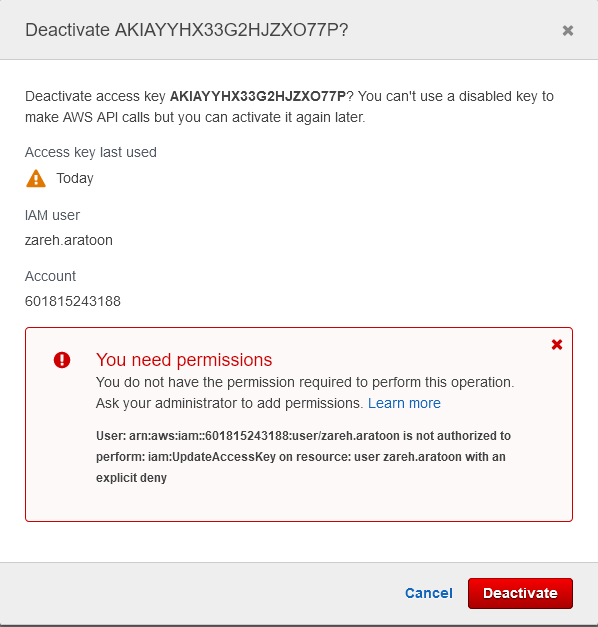 Deactivate AKIAYYHX33G2HJZXO77P?
Deactivate access key AKIAYYHX33G2HJZXO77P? You can't use a disabled key to
make AWS API calls but you can activate it again later.
Access key last used
Today
IAM user
zareh.aratoon
Account
601815243188
You need permissions
You do not have the permission required to perform this operation.
Ask your administrator to add permissions. Learn more
User: arn:aws:iam::601815243188:user/zareh.aratoon is not authorized to
perform: iam:UpdateAccessKey on resource: user zareh.aratoon with an
explicit deny
Cancel
Deactivate